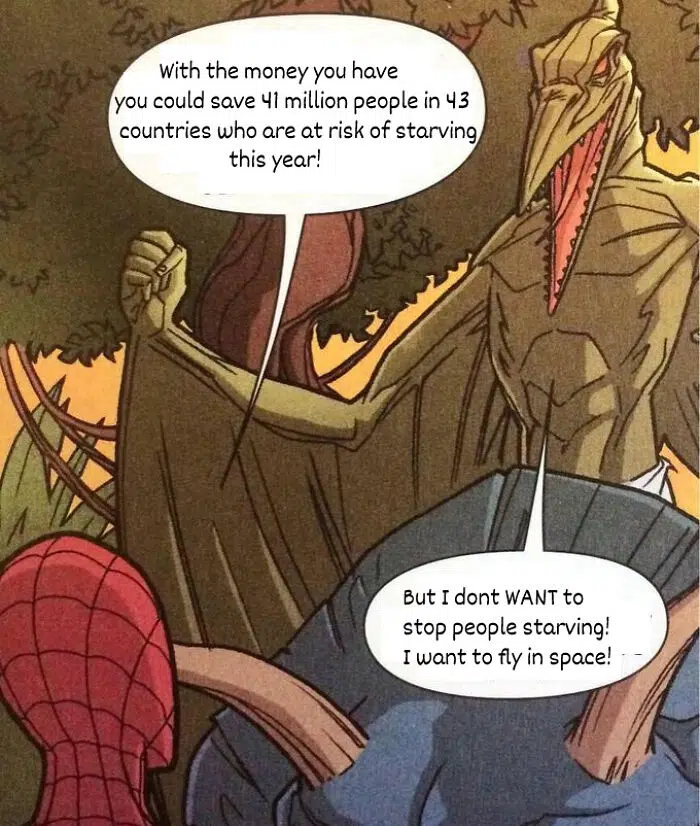 With the money you have
you could save 41 million people in 43
countries who are at risk of starving
this year!
But I dont WANT to
stop people starving!
I want to fly in space!